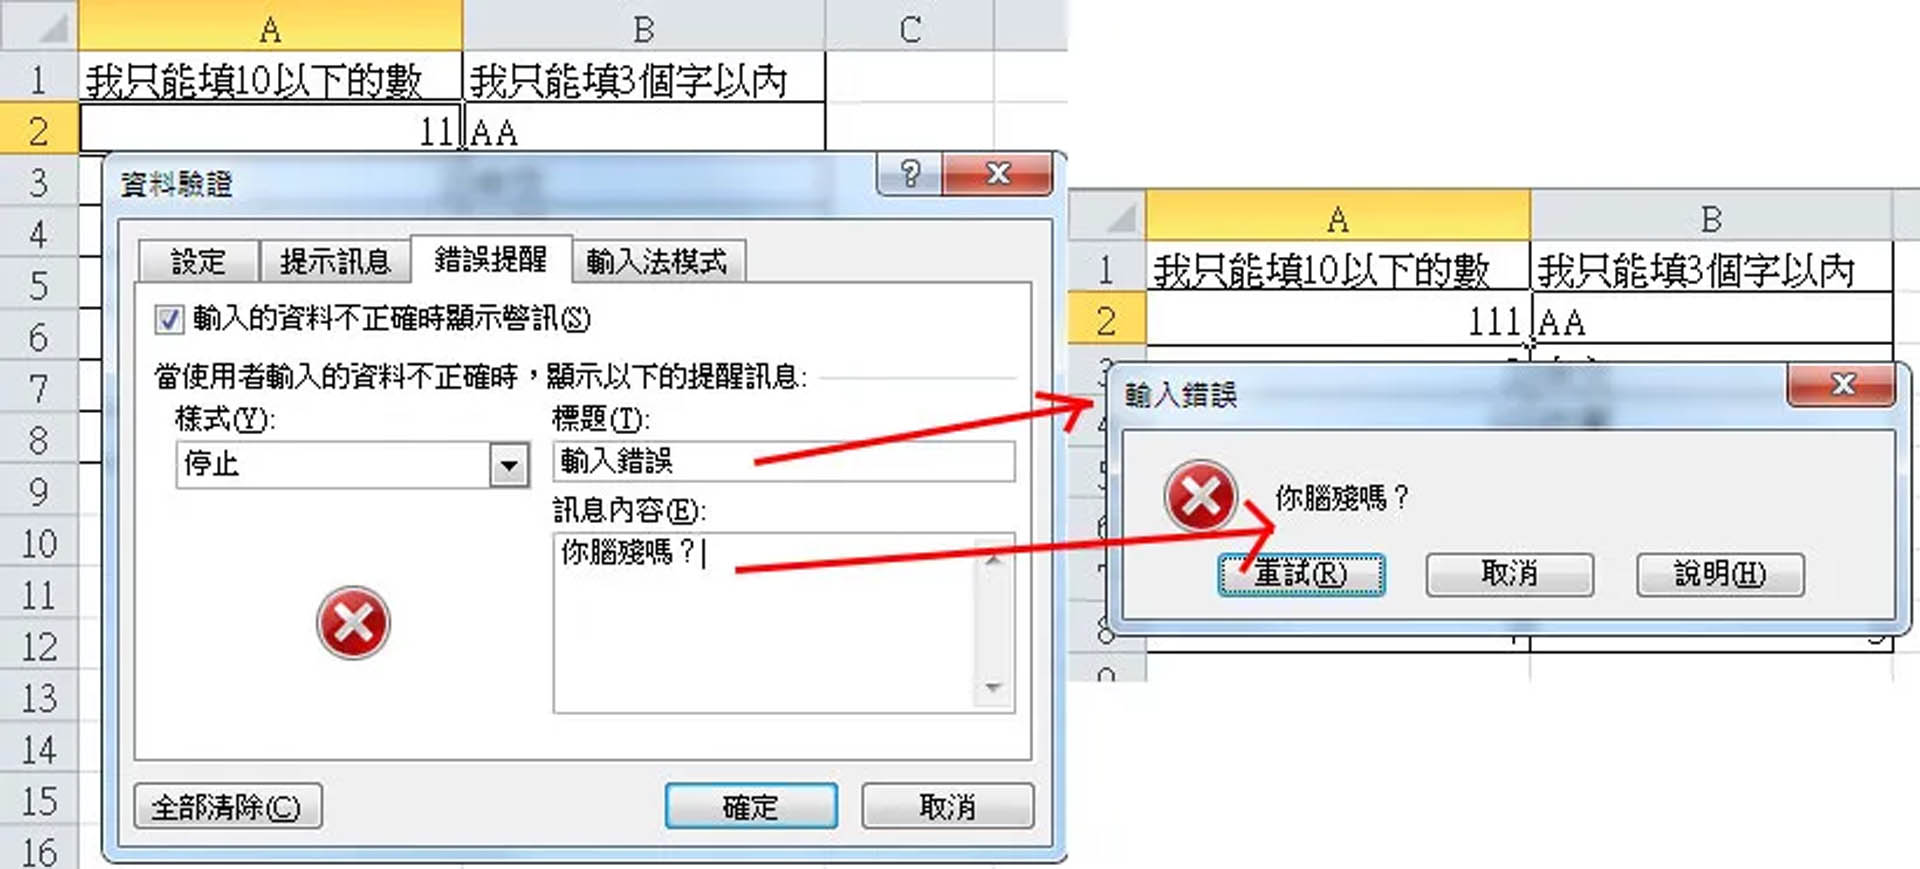 A B C
1 我只能填10以下的數 我只能填3個字以內
2 11 AA
資料驗證
設定 提示訊息 錯誤提醒 輸入法模式
輸入的資料不正確時顯示警訊(S)
當使用者輸入的資料不正確時，顯示以下的提醒訊息:
樣式(Y): 標題(T):
停止 輸入錯誤
訊息內容(E):
你腦殘嗎？
全部清除(C) 確定 取消
3
4
5
6
7
8
9
10
11
12
13
14
15
16
A B
1 我只能填10以下的數 我只能填3個字以內
2 111 AA
輸入錯誤
你腦殘嗎？
重試(R) 取消 說明(H)
8